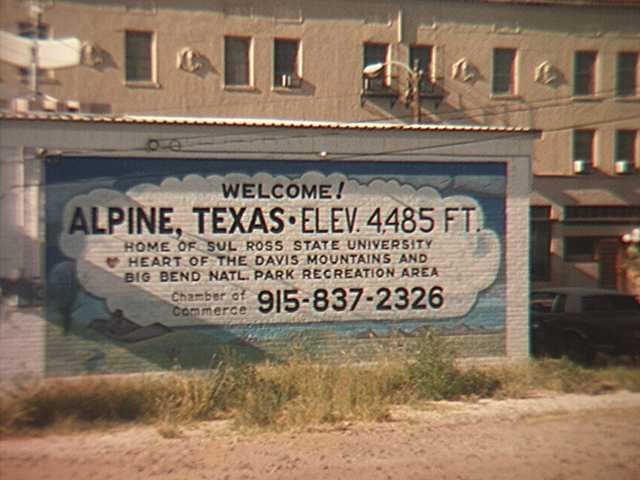 WELCOME!
ALPINE, TEXAS • ELEV. 4,485 FT.
HOME OF SUL ROSS STATE UNIVERSITY
HEART OF THE DAVIS MOUNTAINS AND
BIG BEND NATL. PARK RECREATION AREA
Chamber of
Commerce 915-837-2326